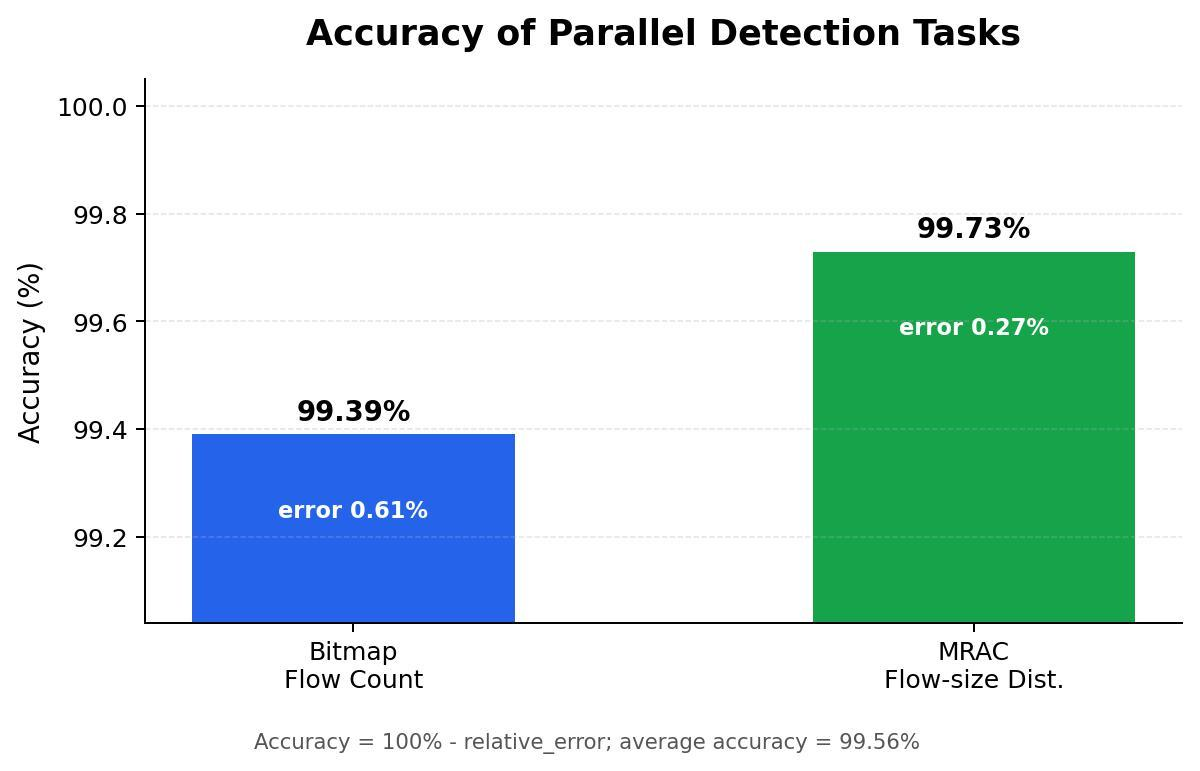 Accuracy of Parallel Detection Tasks
Accuracy (%)
100.0
99.8
99.6
99.4
99.2
99.39%
error 0.61%
99.73%
error 0.27%
Bitmap
Flow Count
MRAC
Flow-size Dist.
Accuracy = 100% - relative_error; average accuracy = 99.56%